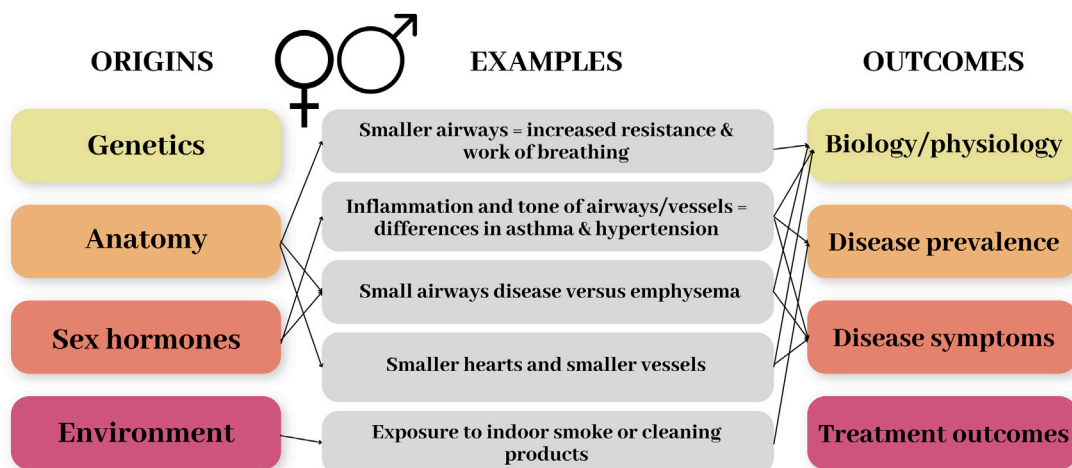 ORIGINS
EXAMPLES
OUTCOMES
Genetics
Anatomy
Sex hormones
Environment
Smaller airways = increased resistance &
work of breathing
Inflammation and tone of airways/vessels =
differences in asthma & hypertension
Small airways disease versus emphysema
Smaller hearts and smaller vessels
Exposure to indoor smoke or cleaning
products
Biology/physiology
Disease prevalence
Disease symptoms
Treatment outcomes